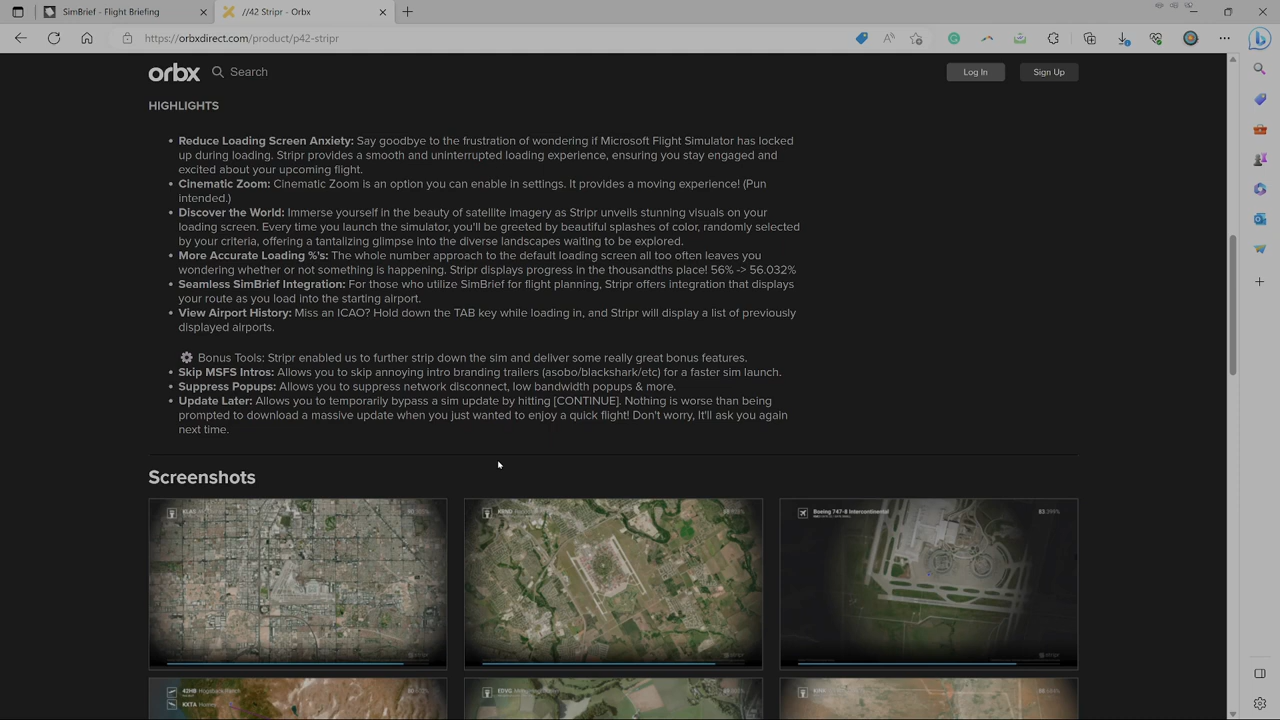 SimBrief - Flight Briefing
//42 Stripr - Orbx
https://orbxdirect.com/product/p42-stripr
orbx
Search
Log In
Sign Up
HIGHLIGHTS
• Reduce Loading Screen Anxiety: Say goodbye to the frustration of wondering if Microsoft Flight Simulator has locked
up during loading. Stripr provides a smooth and uninterrupted loading experience, ensuring you stay engaged and
excited about your upcoming flight.
• Cinematic Zoom: Cinematic Zoom is an option you can enable in settings. It provides a moving experience! (Pun
intended.)
• Discover the World: Immerse yourself in the beauty of satellite imagery as Stripr unveils stunning visuals on your
loading screen. Every time you launch the simulator, you'll be greeted by beautiful splashes of color, randomly selected
by your criteria, offering a tantalizing glimpse into the diverse landscapes waiting to be explored.
• More Accurate Loading %'s: The whole number approach to the default loading screen all too often leaves you
wondering whether or not something is happening. Stripr displays progress in the thousandths place! 56% -> 56.032%
• Seamless SimBrief Integration: For those who utilize SimBrief for flight planning, Stripr offers integration that displays
your route as you load into the starting airport.
• View Airport History: Miss an ICAO? Hold down the TAB key while loading in, and Stripr will display a list of previously
displayed airports.
Bonus Tools: Stripr enabled us to further strip down the sim and deliver some really great bonus features.
• Skip MSFS Intros: Allows you to skip annoying intro branding trailers (asobo/blackshark/etc) for a faster sim launch.
• Suppress Popups: Allows you to suppress network disconnect, low bandwidth popups & more.
• Update Later: Allows you to temporarily bypass a sim update by hitting [CONTINUE]. Nothing is worse than being
prompted to download a massive update when you just wanted to enjoy a quick flight! Don't worry, It'll ask you again
next time.
Screenshots
KLAS
Boeing 747-8 Intercontinental
83.399%
42HB Hogback Ranch
KXTA Homey
EDVG